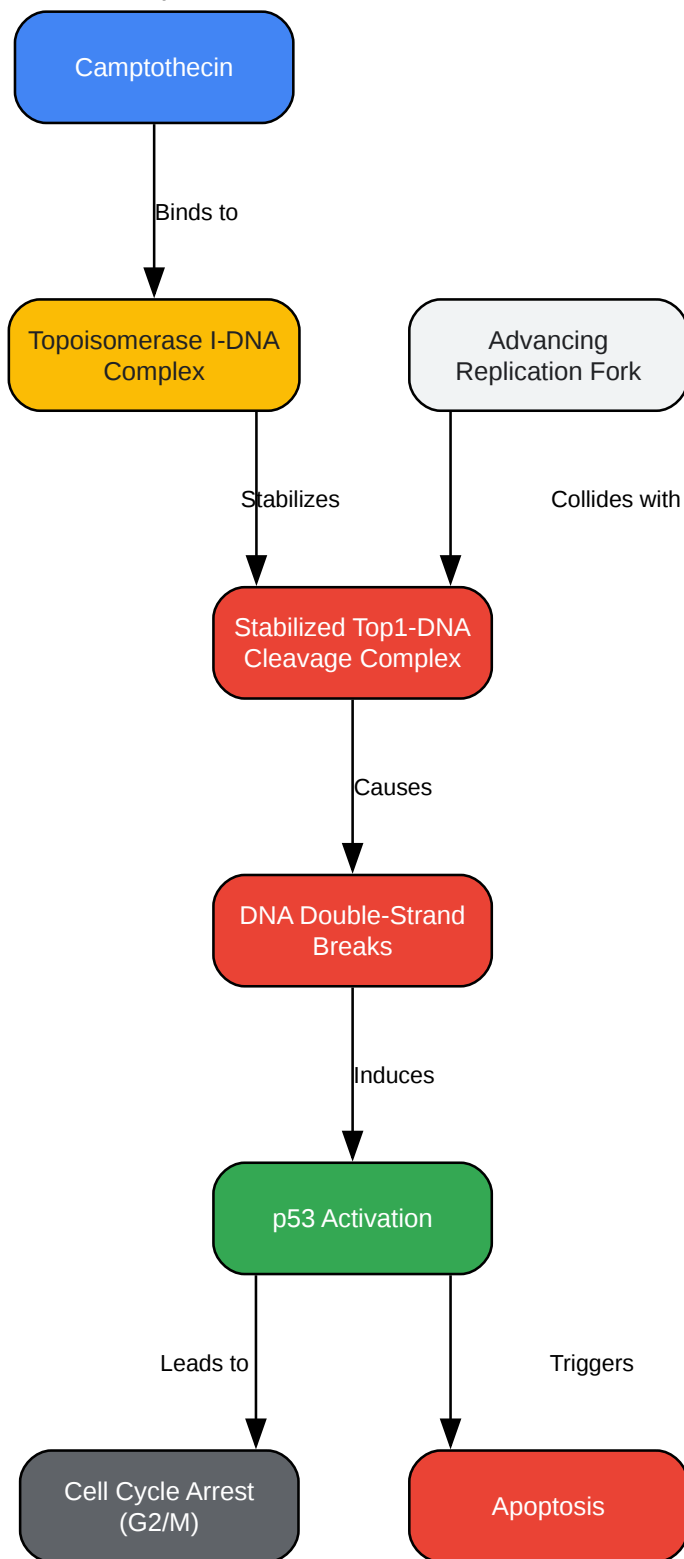 Camptothecin
Binds to
Topoisomerase I-DNA
Complex
Advancing
Replication Fork
Stabilizes
Collides with
Stabilized Top1-DNA
Cleavage Complex
Causes
DNA Double-Strand
Breaks
Induces
p53 Activation
Leads to
Triggers
Cell Cycle Arrest
(G2/M)
Apoptosis